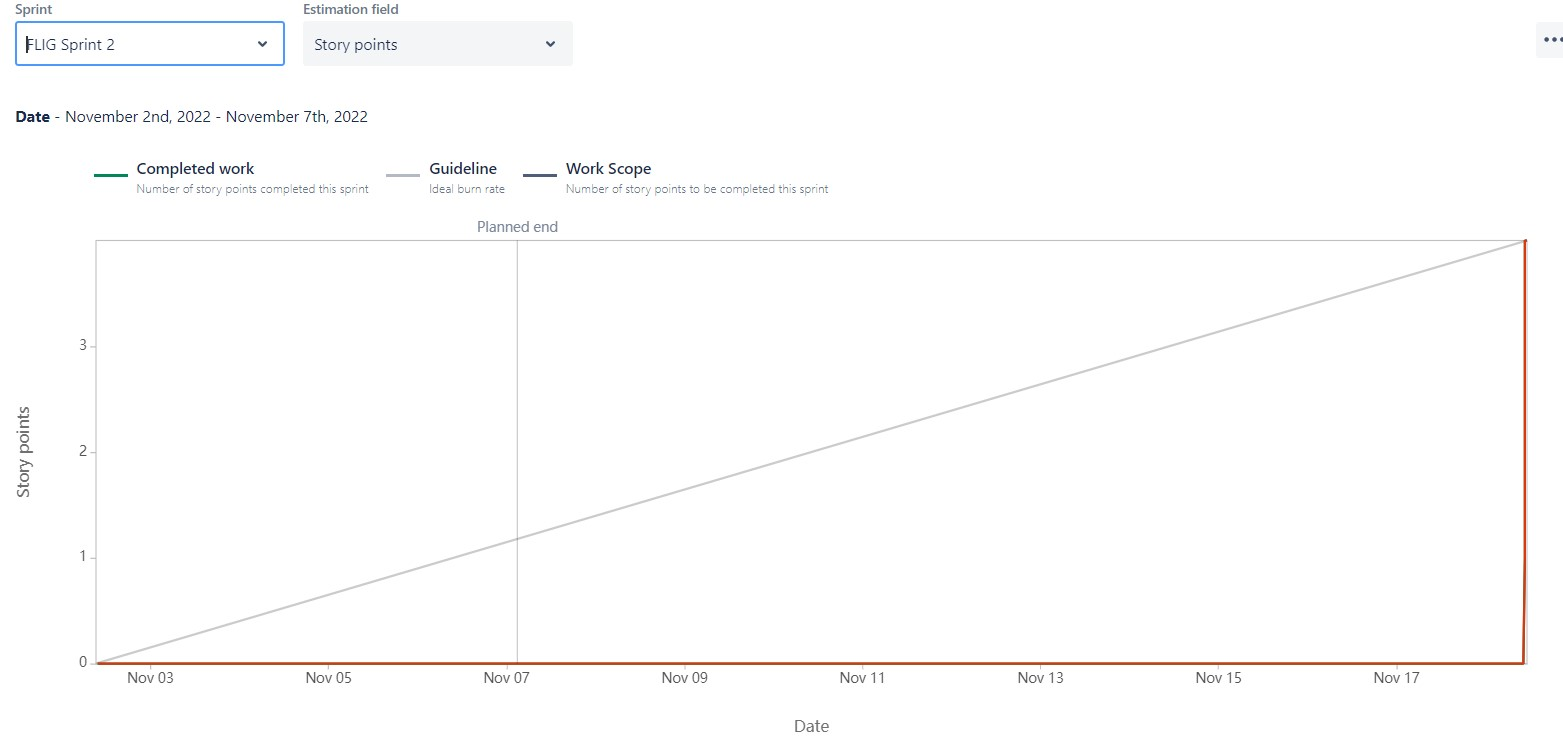 Sprint
Estimation field
FLIG Sprint 2
Story points
Date - November 2nd, 2022 - November 7th, 2022
Completed work
Number of story points completed this sprint
Guideline
Ideal burn rate
Work Scope
Number of story points to be completed this sprint
Planned end
3
2
1
0
Story points
Nov 03
Nov 05
Nov 07
Nov 09
Nov 11
Nov 13
Nov 15
Nov 17
Date